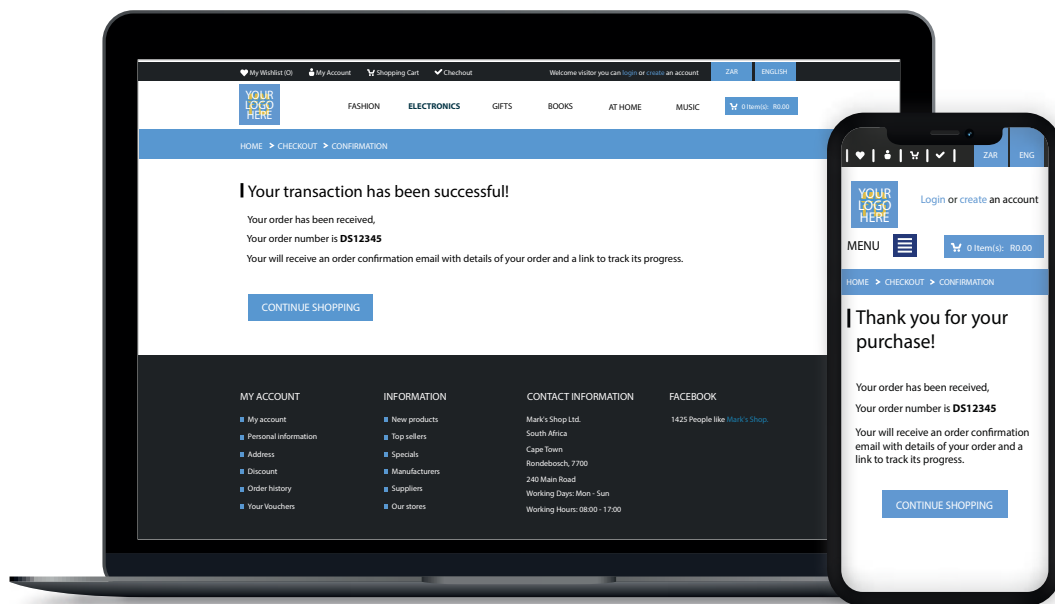 My Wishlist (O) My Account Shopping Cart Chechout Welcome visitor you can login or create an account ZAR ENGLISH
YOUR
LOGO
HERE
FASHION ELECTRONICS GIFTS BOOKS AT HOME MUSIC 0 Item(s): R0.00
HOME > CHECKOUT > CONFIRMATION
Your transaction has been successful!
Your order has been received,
Your order number is DS12345
Your will receive an order confirmation email with details of your order and a link to track its progress.
CONTINUE SHOPPING
MY ACCOUNT
My account
Personal information
Address
Discount
Order history
Your Vouchers
INFORMATION
New products
Top sellers
Specials
Manufacturers
Suppliers
Our stores
CONTACT INFORMATION
Mark's Shop Ltd.
South Africa
Cape Town
Rondebosch, 7700
240 Main Road
Working Days: Mon - Sun
Working Hours: 08:00 - 17:00
FACEBOOK
1425 People like Mark's Shop.
ZAR ENG
YOUR
LOGO
HERE
Login or create an account
MENU 0 Item(s): R0.00
HOME > CHECKOUT > CONFIRMATION
Thank you for your
purchase!
Your order has been received,
Your order number is DS12345
Your will receive an order confirmation
email with details of your order and a
link to track its progress.
CONTINUE SHOPPING